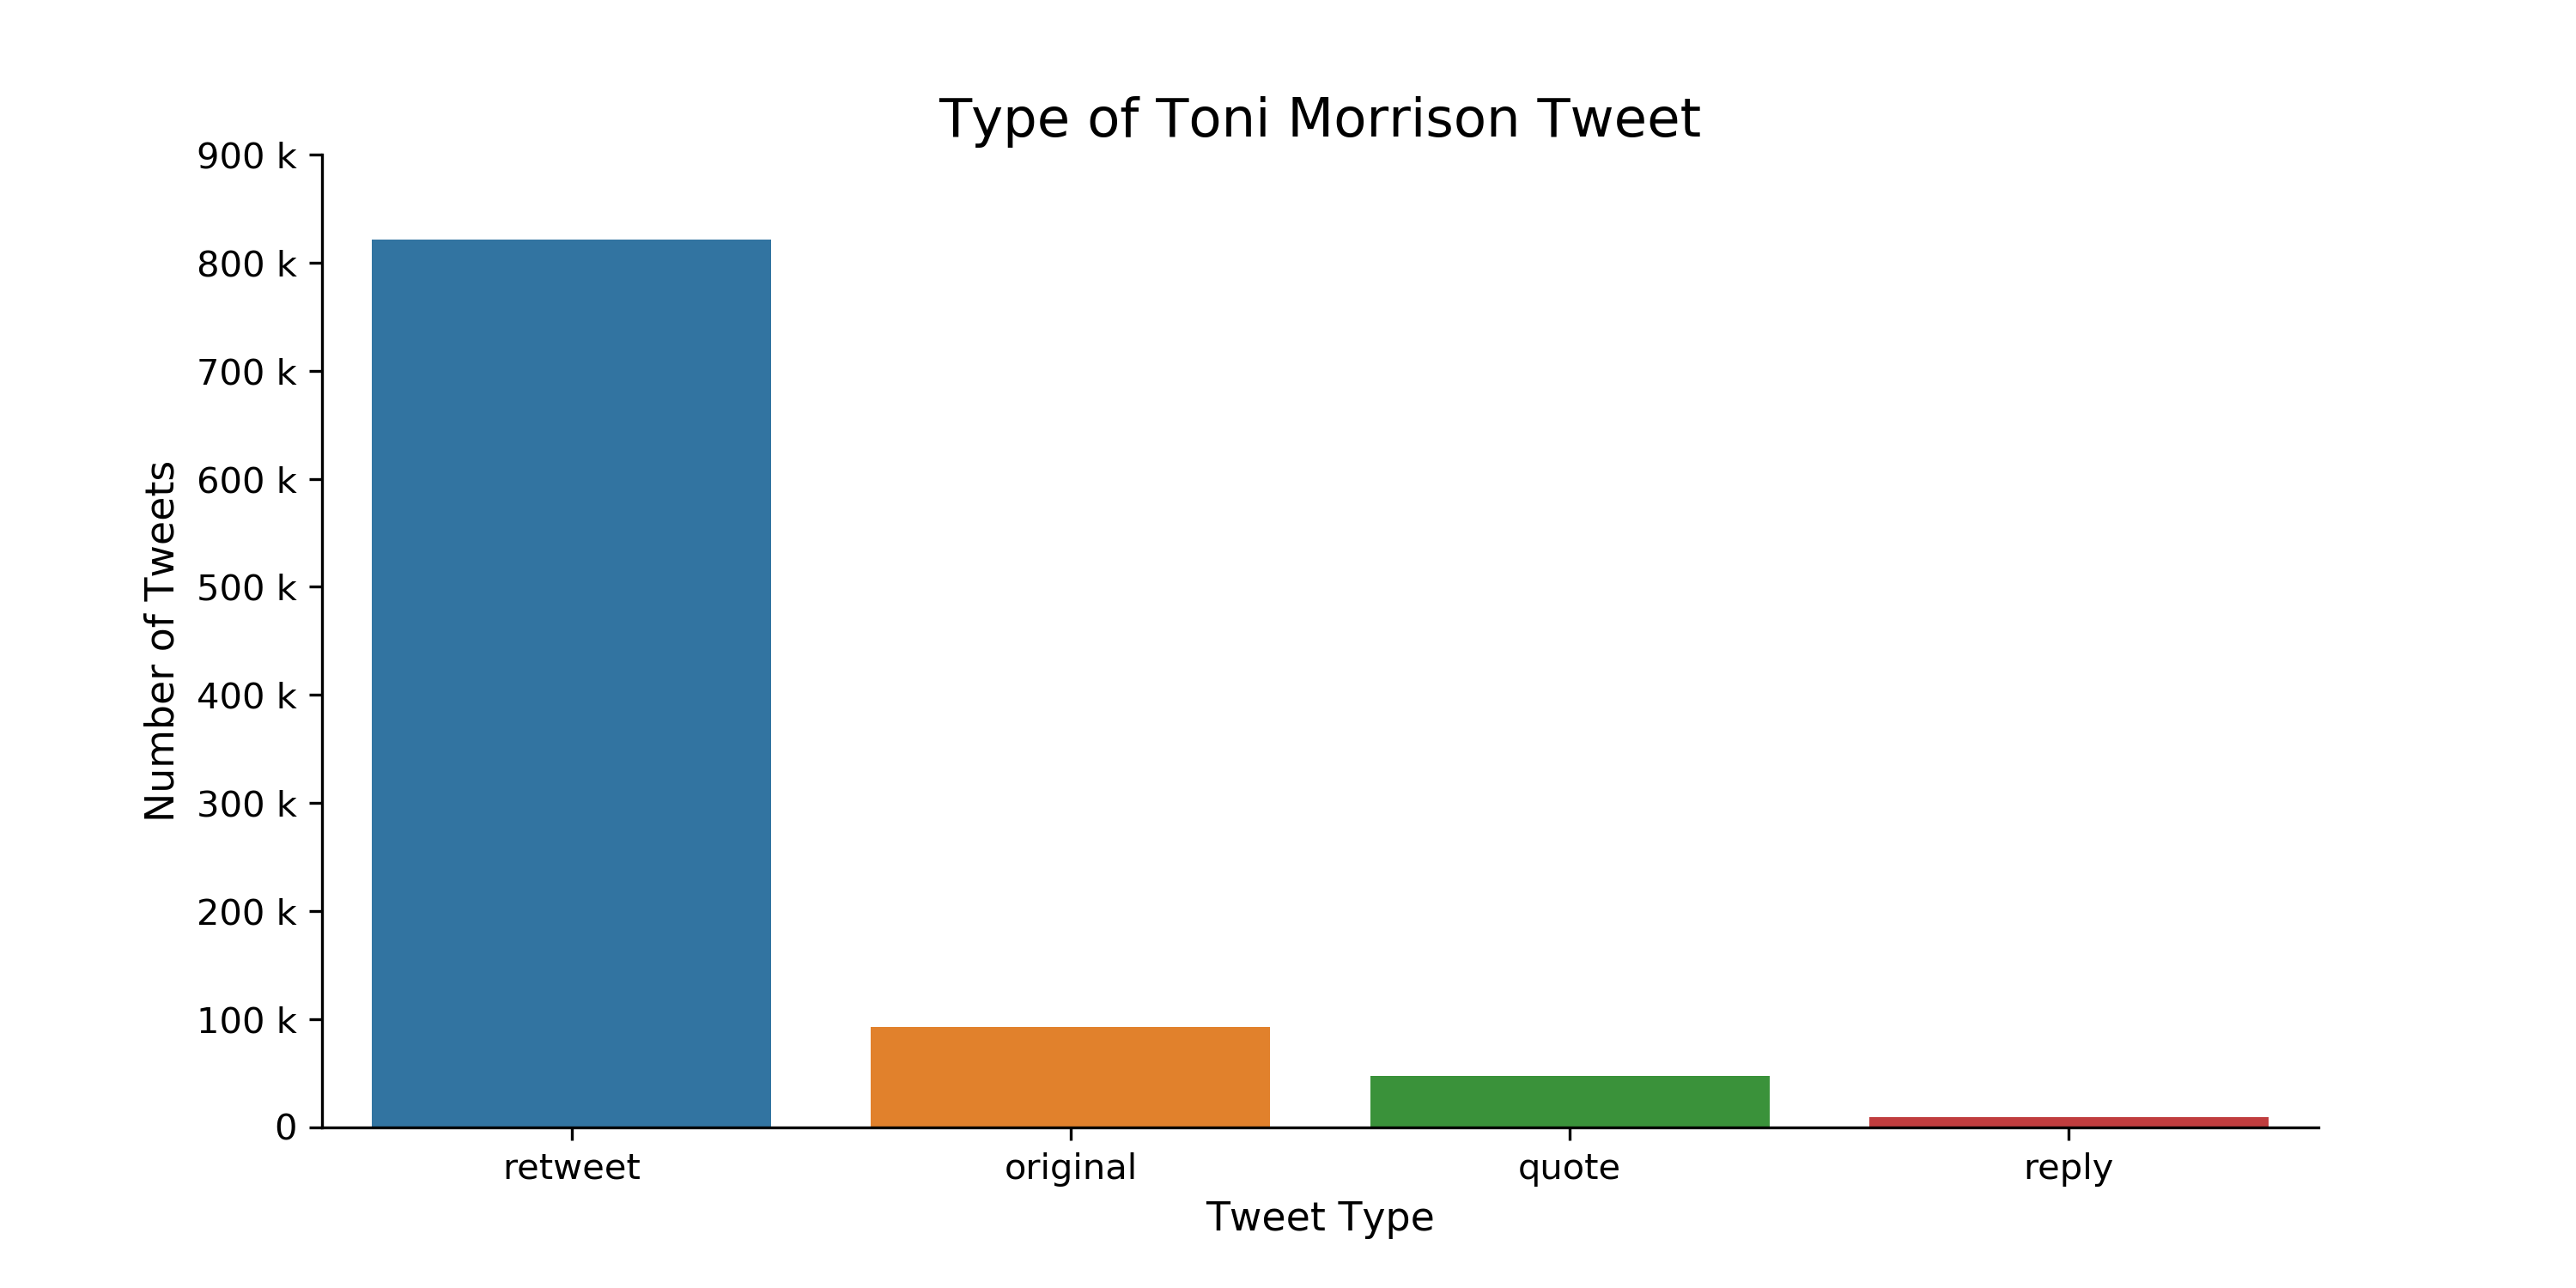 Type of Toni Morrison Tweet
900 k
800 k
700 k
600 k
500 k
400 k
300 k
200 k
100 k
0
Number of Tweets
retweet
original
quote
reply
Tweet Type